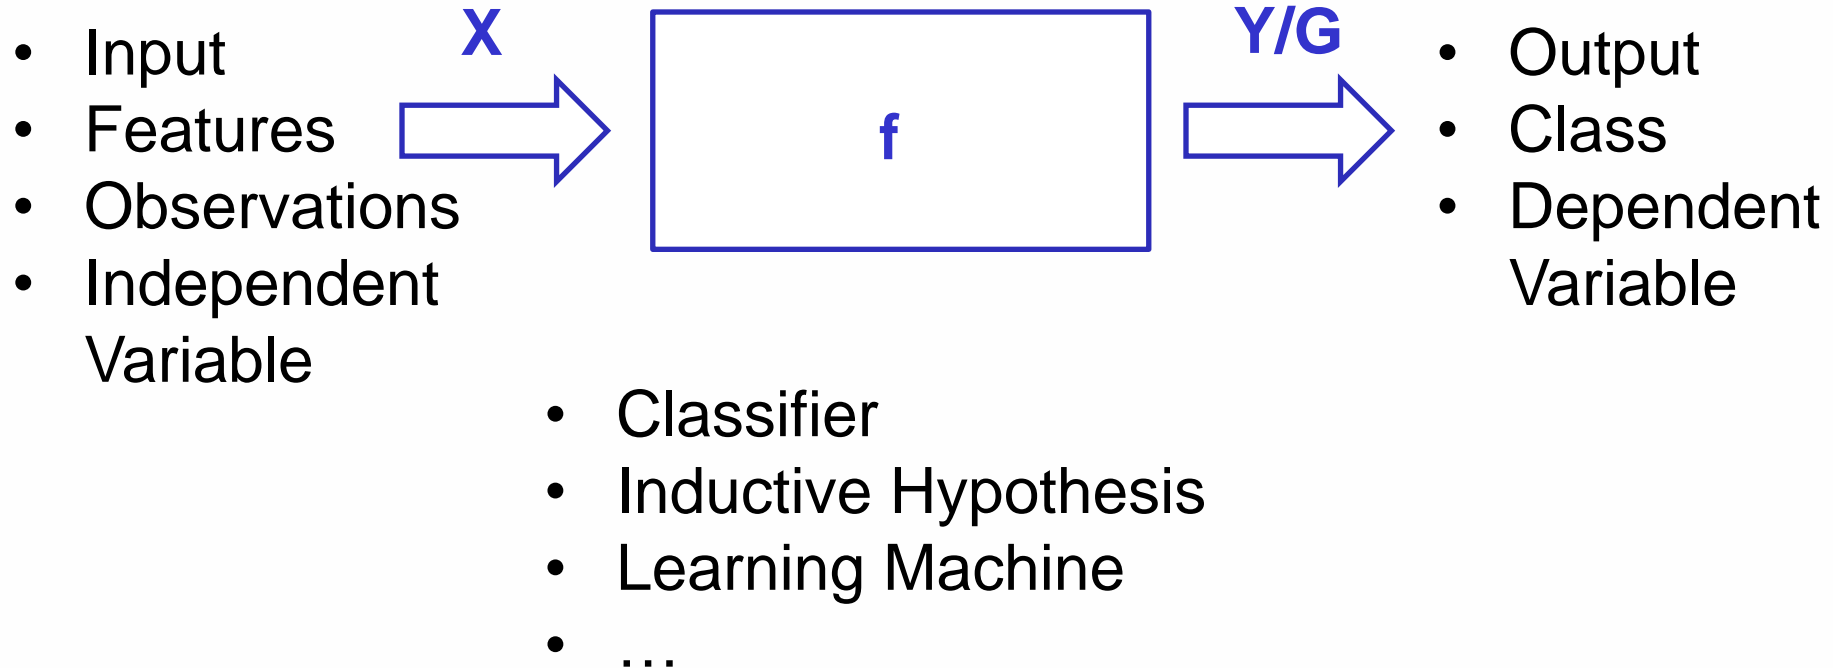 X
Y/G
• Input
• Features
• Observations
• Independent
Variable
f
• Output
• Class
• Dependent
Variable
• Classifier
• Inductive Hypothesis
• Learning Machine
• …